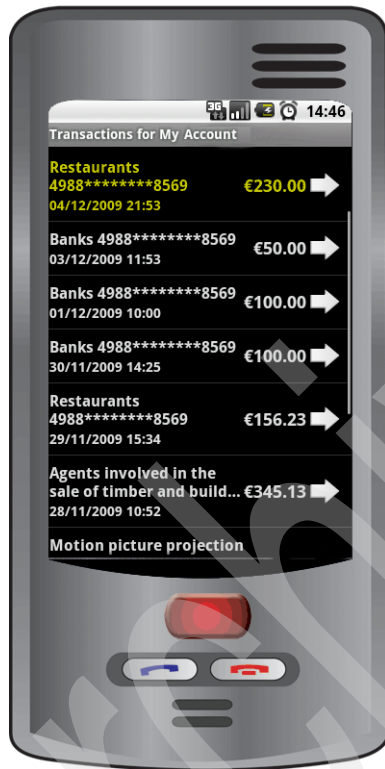 3G 14:46
Transactions for My Account
Restaurants
4988********8569 €230.00
04/12/2009 21:53
Banks 4988********8569 €50.00
03/12/2009 11:53
Banks 4988********8569 €100.00
01/12/2009 10:00
Banks 4988********8569 €100.00
30/11/2009 14:25
Restaurants
4988********8569 €156.23
29/11/2009 15:34
Agents involved in the
sale of timber and build... €345.13
28/11/2009 10:52
Motion picture projection